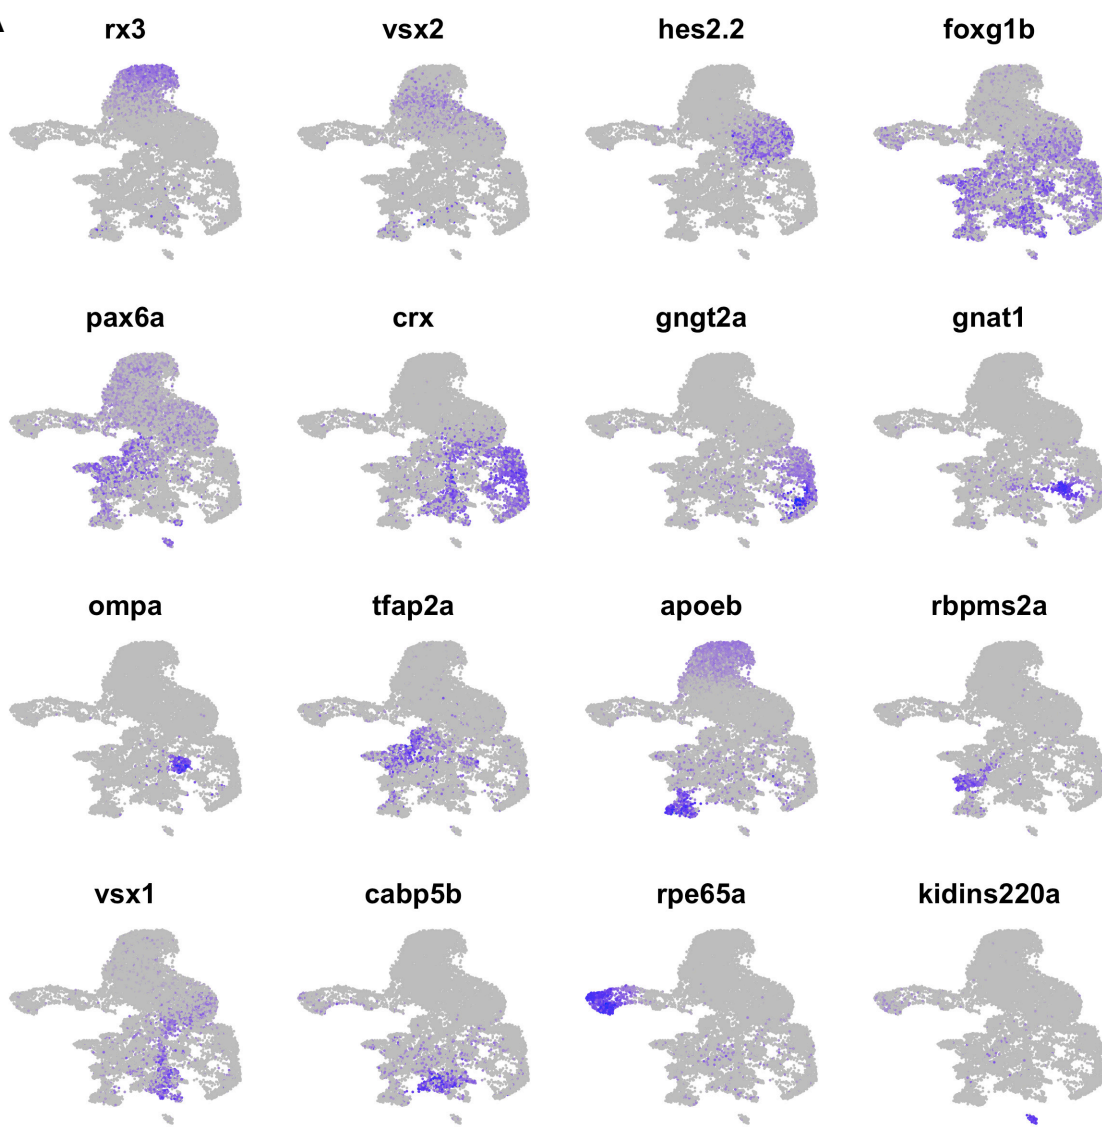 rx3 vsx2 hes2.2 foxg1b
pax6a crx gngt2a gnat1
ompa tfap2a apoeb rbpms2a
vsx1 cabp5b rpe65a kidins220a